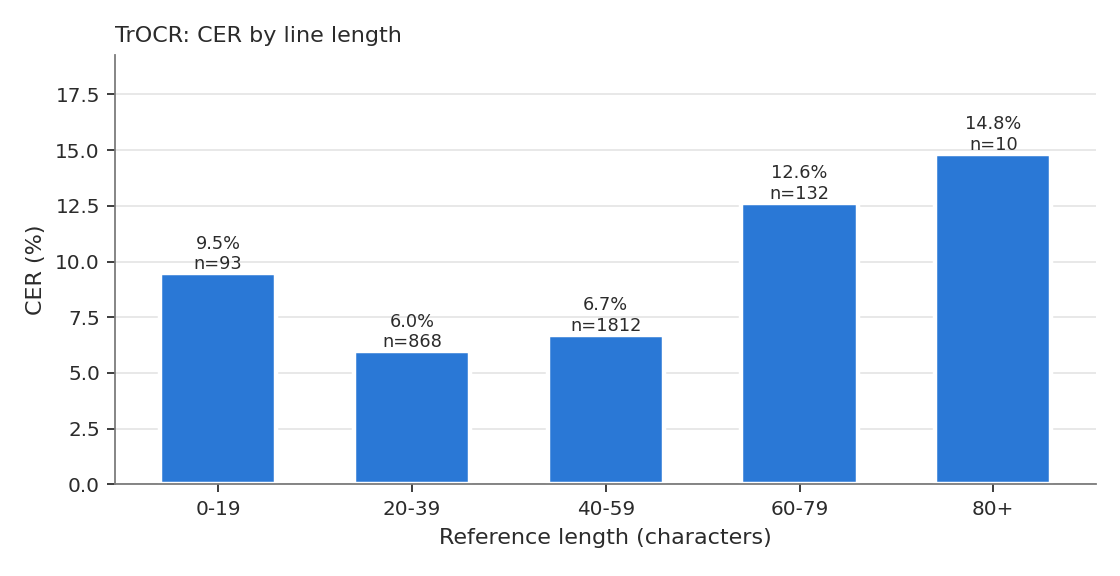 TrOCR: CER by line length
17.5
15.0
12.5
10.0
7.5
5.0
2.5
0.0
CER (%)
9.5%
n=93
6.0%
n=868
6.7%
n=1812
12.6%
n=132
14.8%
n=10
0-19
20-39
40-59
60-79
80+
Reference length (characters)